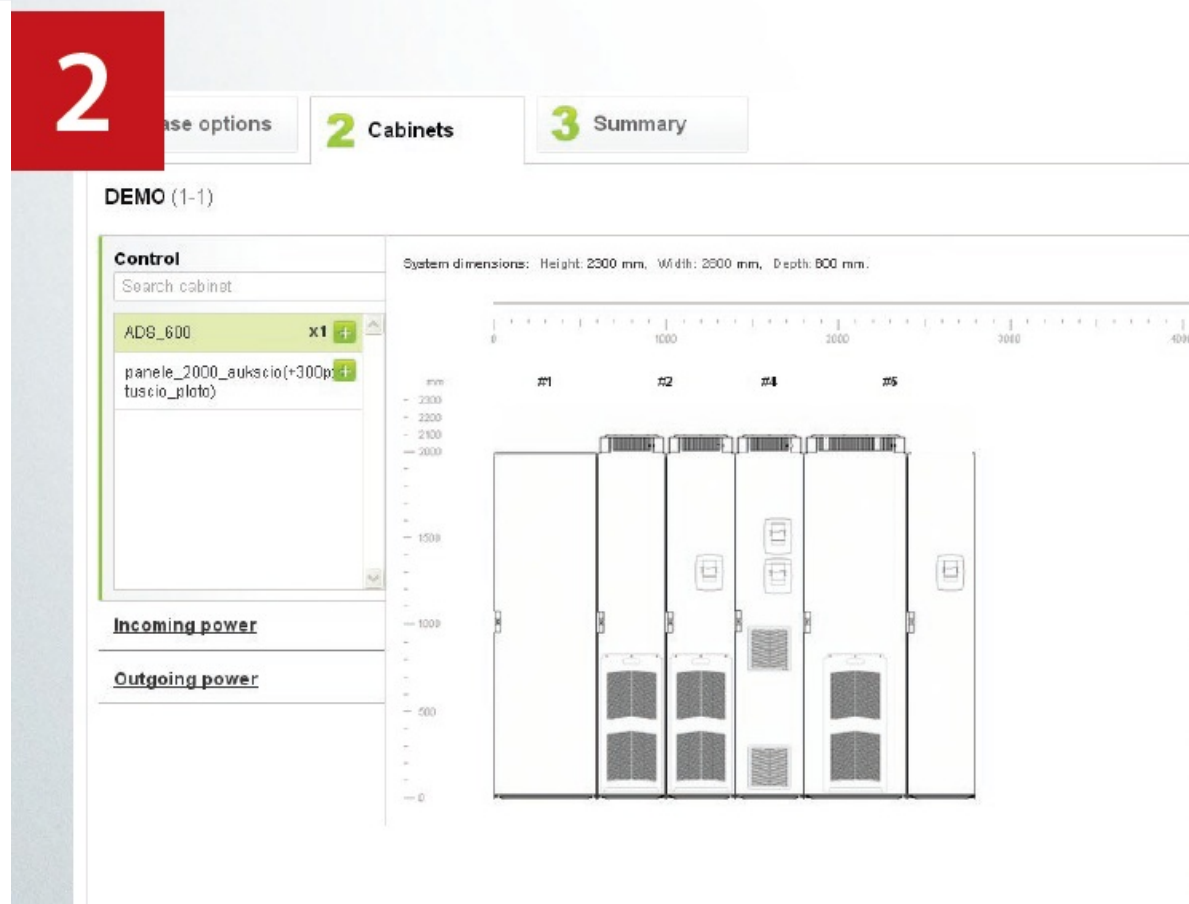 2
ase options
2 Cabinets
3 Summary
DEMO (1-1)
Control
Search cabinet
ADS_600 x1
panele_2000_aukscio(+300p
tuscio_ploto)
Incoming power
Outgoing power
System dimensions: Height: 2300 mm, Width: 2800 mm, Depth: 800 mm.
0 1000 2000 3000 4000
mm #1 #2 #4 #5
2300
2200
2100
2000
1500
1000
500
0